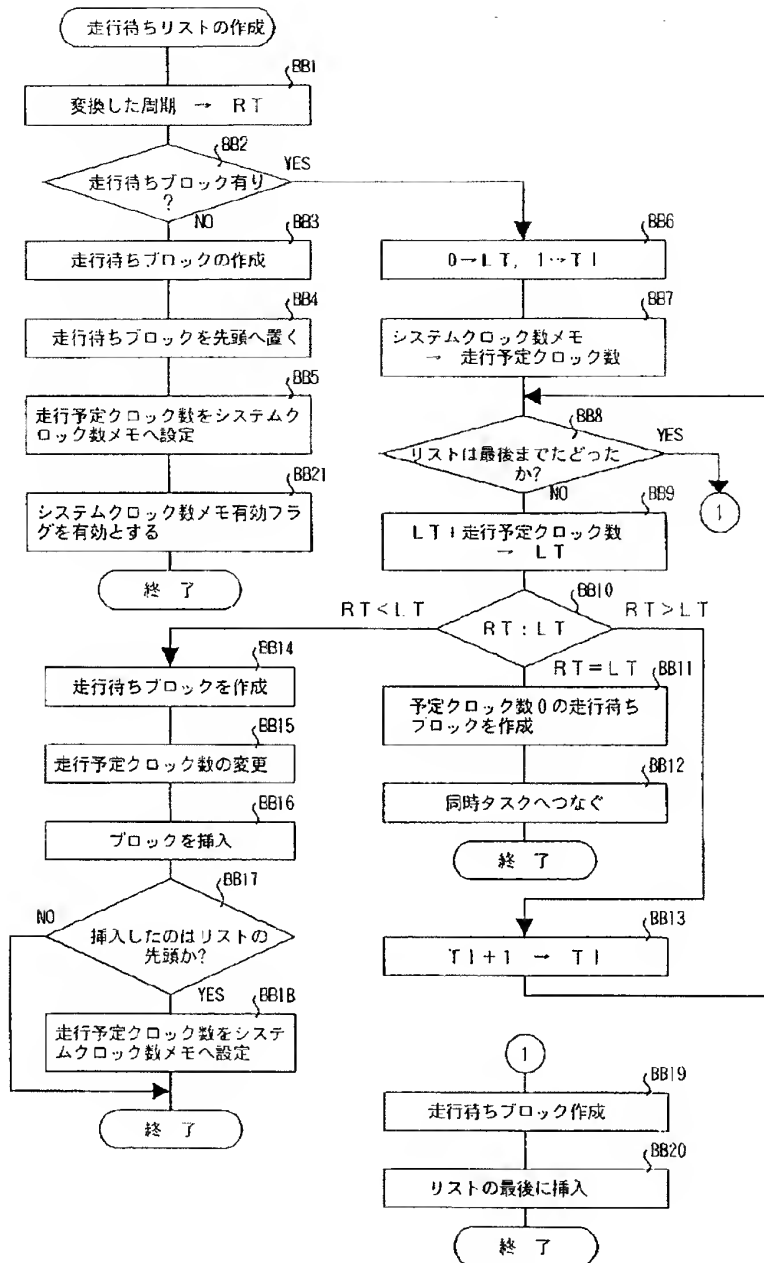 走行待ちリストの作成
BB1
変換した周期 → RT
BB2
YES
走行待ちブロック有り
?
NO
BB3
走行待ちブロックの作成
BB4
走行待ちブロックを先頭へ置く
BB5
走行予定クロック数をシステムク
ロック数メモへ設定
BB21
システムクロック数メモ有効フラ
グを有効とする
終了
BB6
0→LT, 1→TI
BB7
システムクロック数メモ
→ 走行予定クロック数
BB8
YES
リストは最後までたどった
か?
NO
1
BB9
LT+走行予定クロック数
→ LT
BB10
RT<LT
RT>LT
RT:LT
RT=LT
BB11
予定クロック数0の走行待ち
ブロックを作成
BB12
同時タスクへつなぐ
終了
BB13
TI+1 → TI
BB14
走行待ちブロックを作成
BB15
走行予定クロック数の変更
BB16
ブロックを挿入
BB17
NO
挿入したのはリストの
先頭か?
YES
BB18
走行予定クロック数をシステ
ムクロック数メモへ設定
終了
1
BB19
走行待ちブロック作成
BB20
リストの最後に挿入
終了